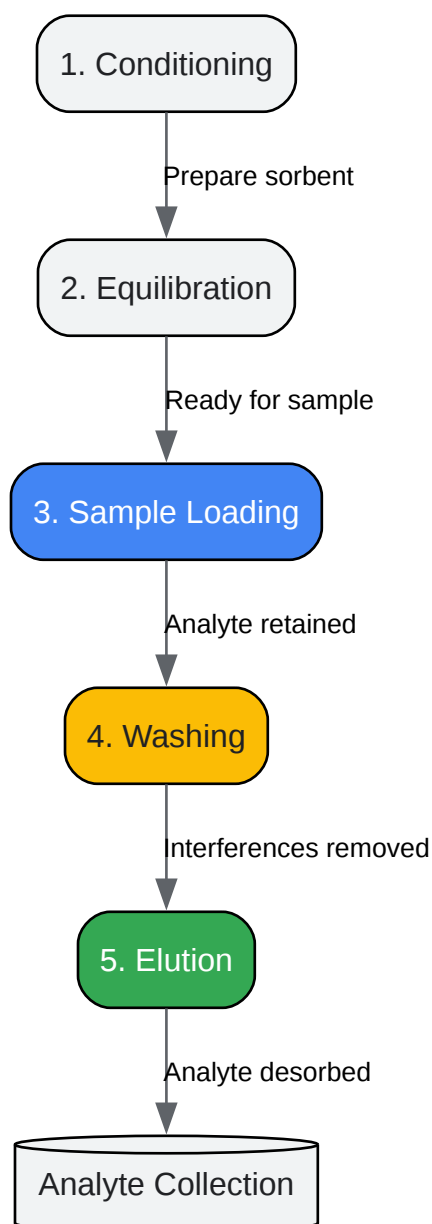 1. Conditioning
Prepare sorbent
2. Equilibration
Ready for sample
3. Sample Loading
Analyte retained
4. Washing
Interferences removed
5. Elution
Analyte desorbed
Analyte Collection